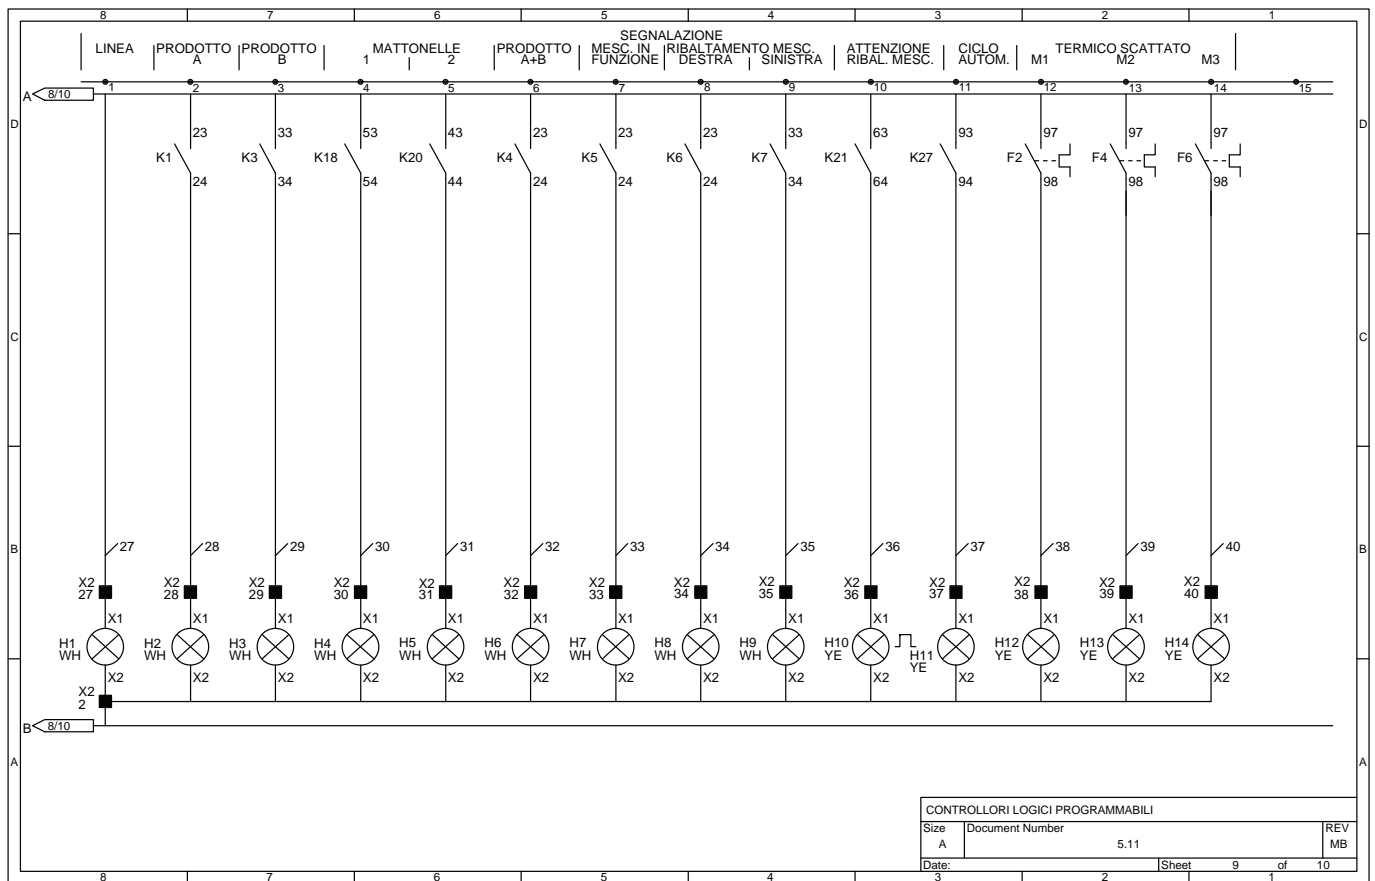 8 7 6 5 4 3 2 1
SEGNALAZIONE
LINEA PRODOTTO PRODOTTO MATTONELLE PRODOTTO MESC. IN RIBALTAMENTO MESC. ATTENZIONE CICLO TERMICO SCATTATO
A B 1 2 A+B FUNZIONE DESTRA SINISTRA RIBAL. MESC. AUTOM. M1 M2 M3
A 8/10 1 2 3 4 5 6 7 8 9 10 11 12 13 14 15
D D
23 33 53 43 23 23 23 33 63 93 97 97 97
K1 K3 K18 K20 K4 K5 K6 K7 K21 K27 F2 F4 F6
24 34 54 44 24 24 24 34 64 94 98 98 98
C C
B 27 28 29 30 31 32 33 34 35 36 37 38 39 40 B
X2 X2 X2 X2 X2 X2 X2 X2 X2 X2 X2 X2 X2 X2
27 28 29 30 31 32 33 34 35 36 37 38 39 40
X1 X1 X1 X1 X1 X1 X1 X1 X1 X1 X1 X1 X1 X1
H1 H2 H3 H4 H5 H6 H7 H8 H9 H10 H11 H12 H13 H14
WH WH WH WH WH WH WH WH WH YE YE YE YE YE
X2 X2 X2 X2 X2 X2 X2 X2 X2 X2 X2 X2 X2 X2
X2
2
B 8/10
A A
CONTROLLORI LOGICI PROGRAMMABILI
Size Document Number REV
A 5.11 MB
Date: Sheet 9 of 10
8 7 6 5 4 3 2 1